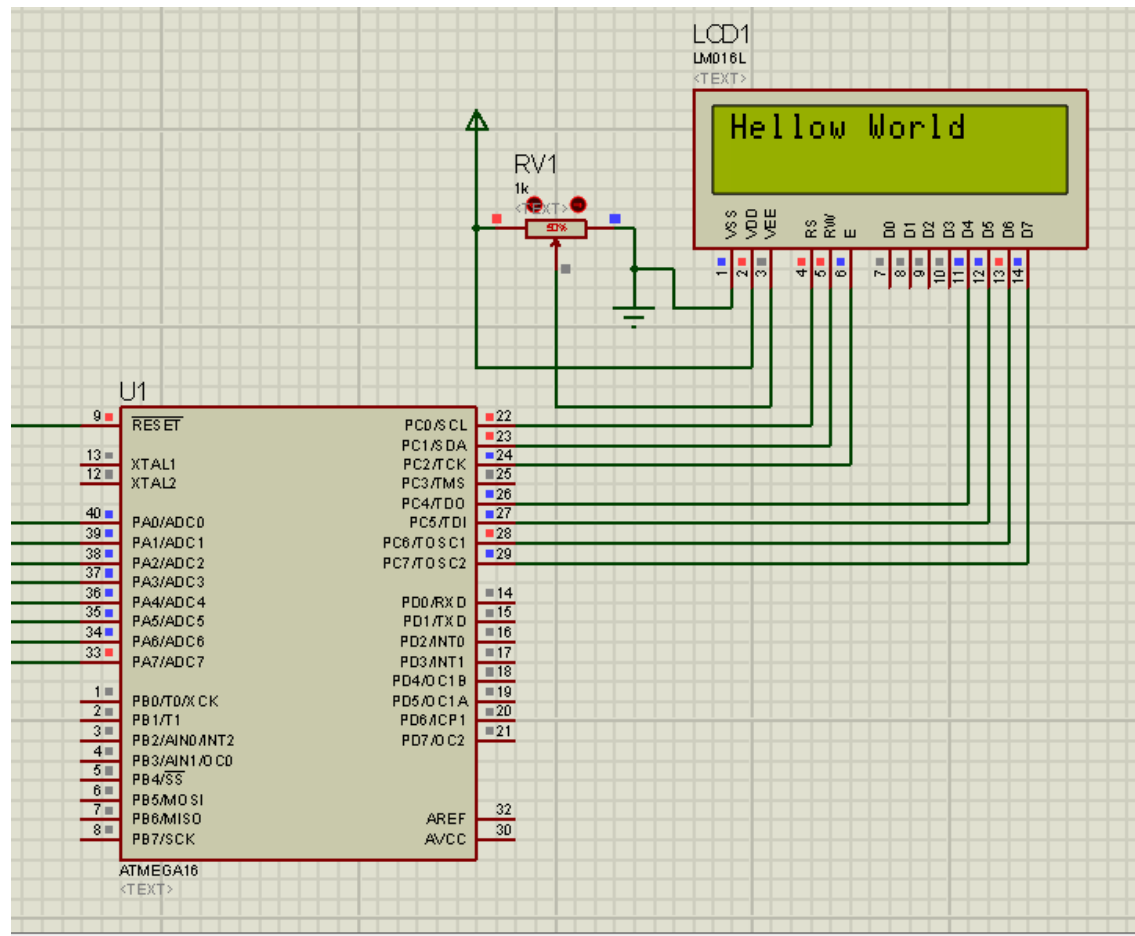 LCD1
LM016L
<TEXT>
Hellow World
RV1
1k
<TEXT>
50%
VSS VDD VEE RS RW E D0 D1 D2 D3 D4 D5 D6 D7
1 2 3 4 5 6 7 8 9 10 11 12 13 14
U1
9 RESET PC0/SCL 22
PC1/SDA 23
13 XTAL1 PC2/TCK 24
12 XTAL2 PC3/TMS 25
PC4/TDO 26
40 PA0/ADC0 PC5/TDI 27
39 PA1/ADC1 PC6/TOSC1 28
38 PA2/ADC2 PC7/TOSC2 29
37 PA3/ADC3
36 PA4/ADC4 PD0/RXD 14
35 PA5/ADC5 PD1/TXD 15
34 PA6/ADC6 PD2/INT0 16
33 PA7/ADC7 PD3/INT1 17
PD4/OC1B 18
1 PB0/T0/XCK PD5/OC1A 19
2 PB1/T1 PD6/ICP1 20
3 PB2/AIN0/INT2 PD7/OC2 21
4 PB3/AIN1/OC0
5 PB4/SS
6 PB5/MOSI
7 PB6/MISO AREF 32
8 PB7/SCK AVCC 30
ATMEGA16
<TEXT>